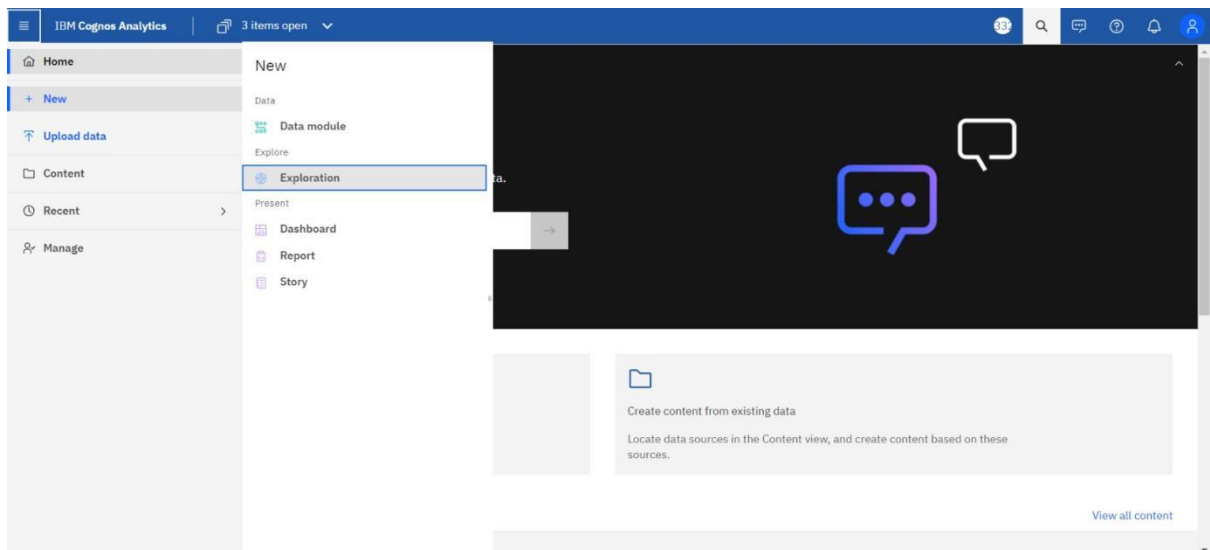 IBM Cognos Analytics
3 items open
Home
New
Upload data
Content
Recent
Manage
New
Data
Data module
Explore
Exploration
Present
Dashboard
Report
Story
ta.
Create content from existing data
Locate data sources in the Content view, and create content based on these
sources.
View all content